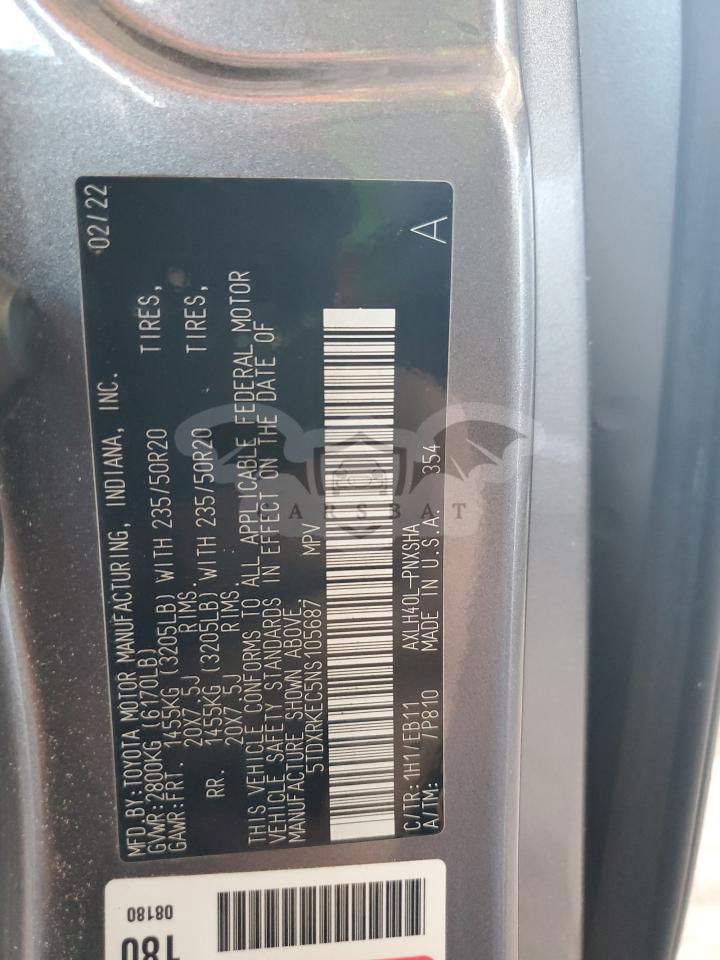 MFD.BY:TOYOTA MOTOR MANUFACTURING, INDIANA, INC. 02/22
GVWR:2800KG (6170LB)
GAWR:FRT. 1455KG (3205LB) WITH 235/50R20 TIRES,
20X7.5J RIMS.
RR. 1455KG (3205LB) WITH 235/50R20 TIRES,
20X7.5J RIMS.
THIS VEHICLE CONFORMS TO ALL APPLICABLE FEDERAL MOTOR
VEHICLE SAFETY STANDARDS IN EFFECT ON THE DATE OF
MANUFACTURE SHOWN ABOVE.
5TDXRKEC5NS105687 MPV
C/TR:1H1/EB11 AXLH40L-PNXSHA
A/TM: /P810 MADE IN U.S.A. 354 A
CARSBAT
08180
180